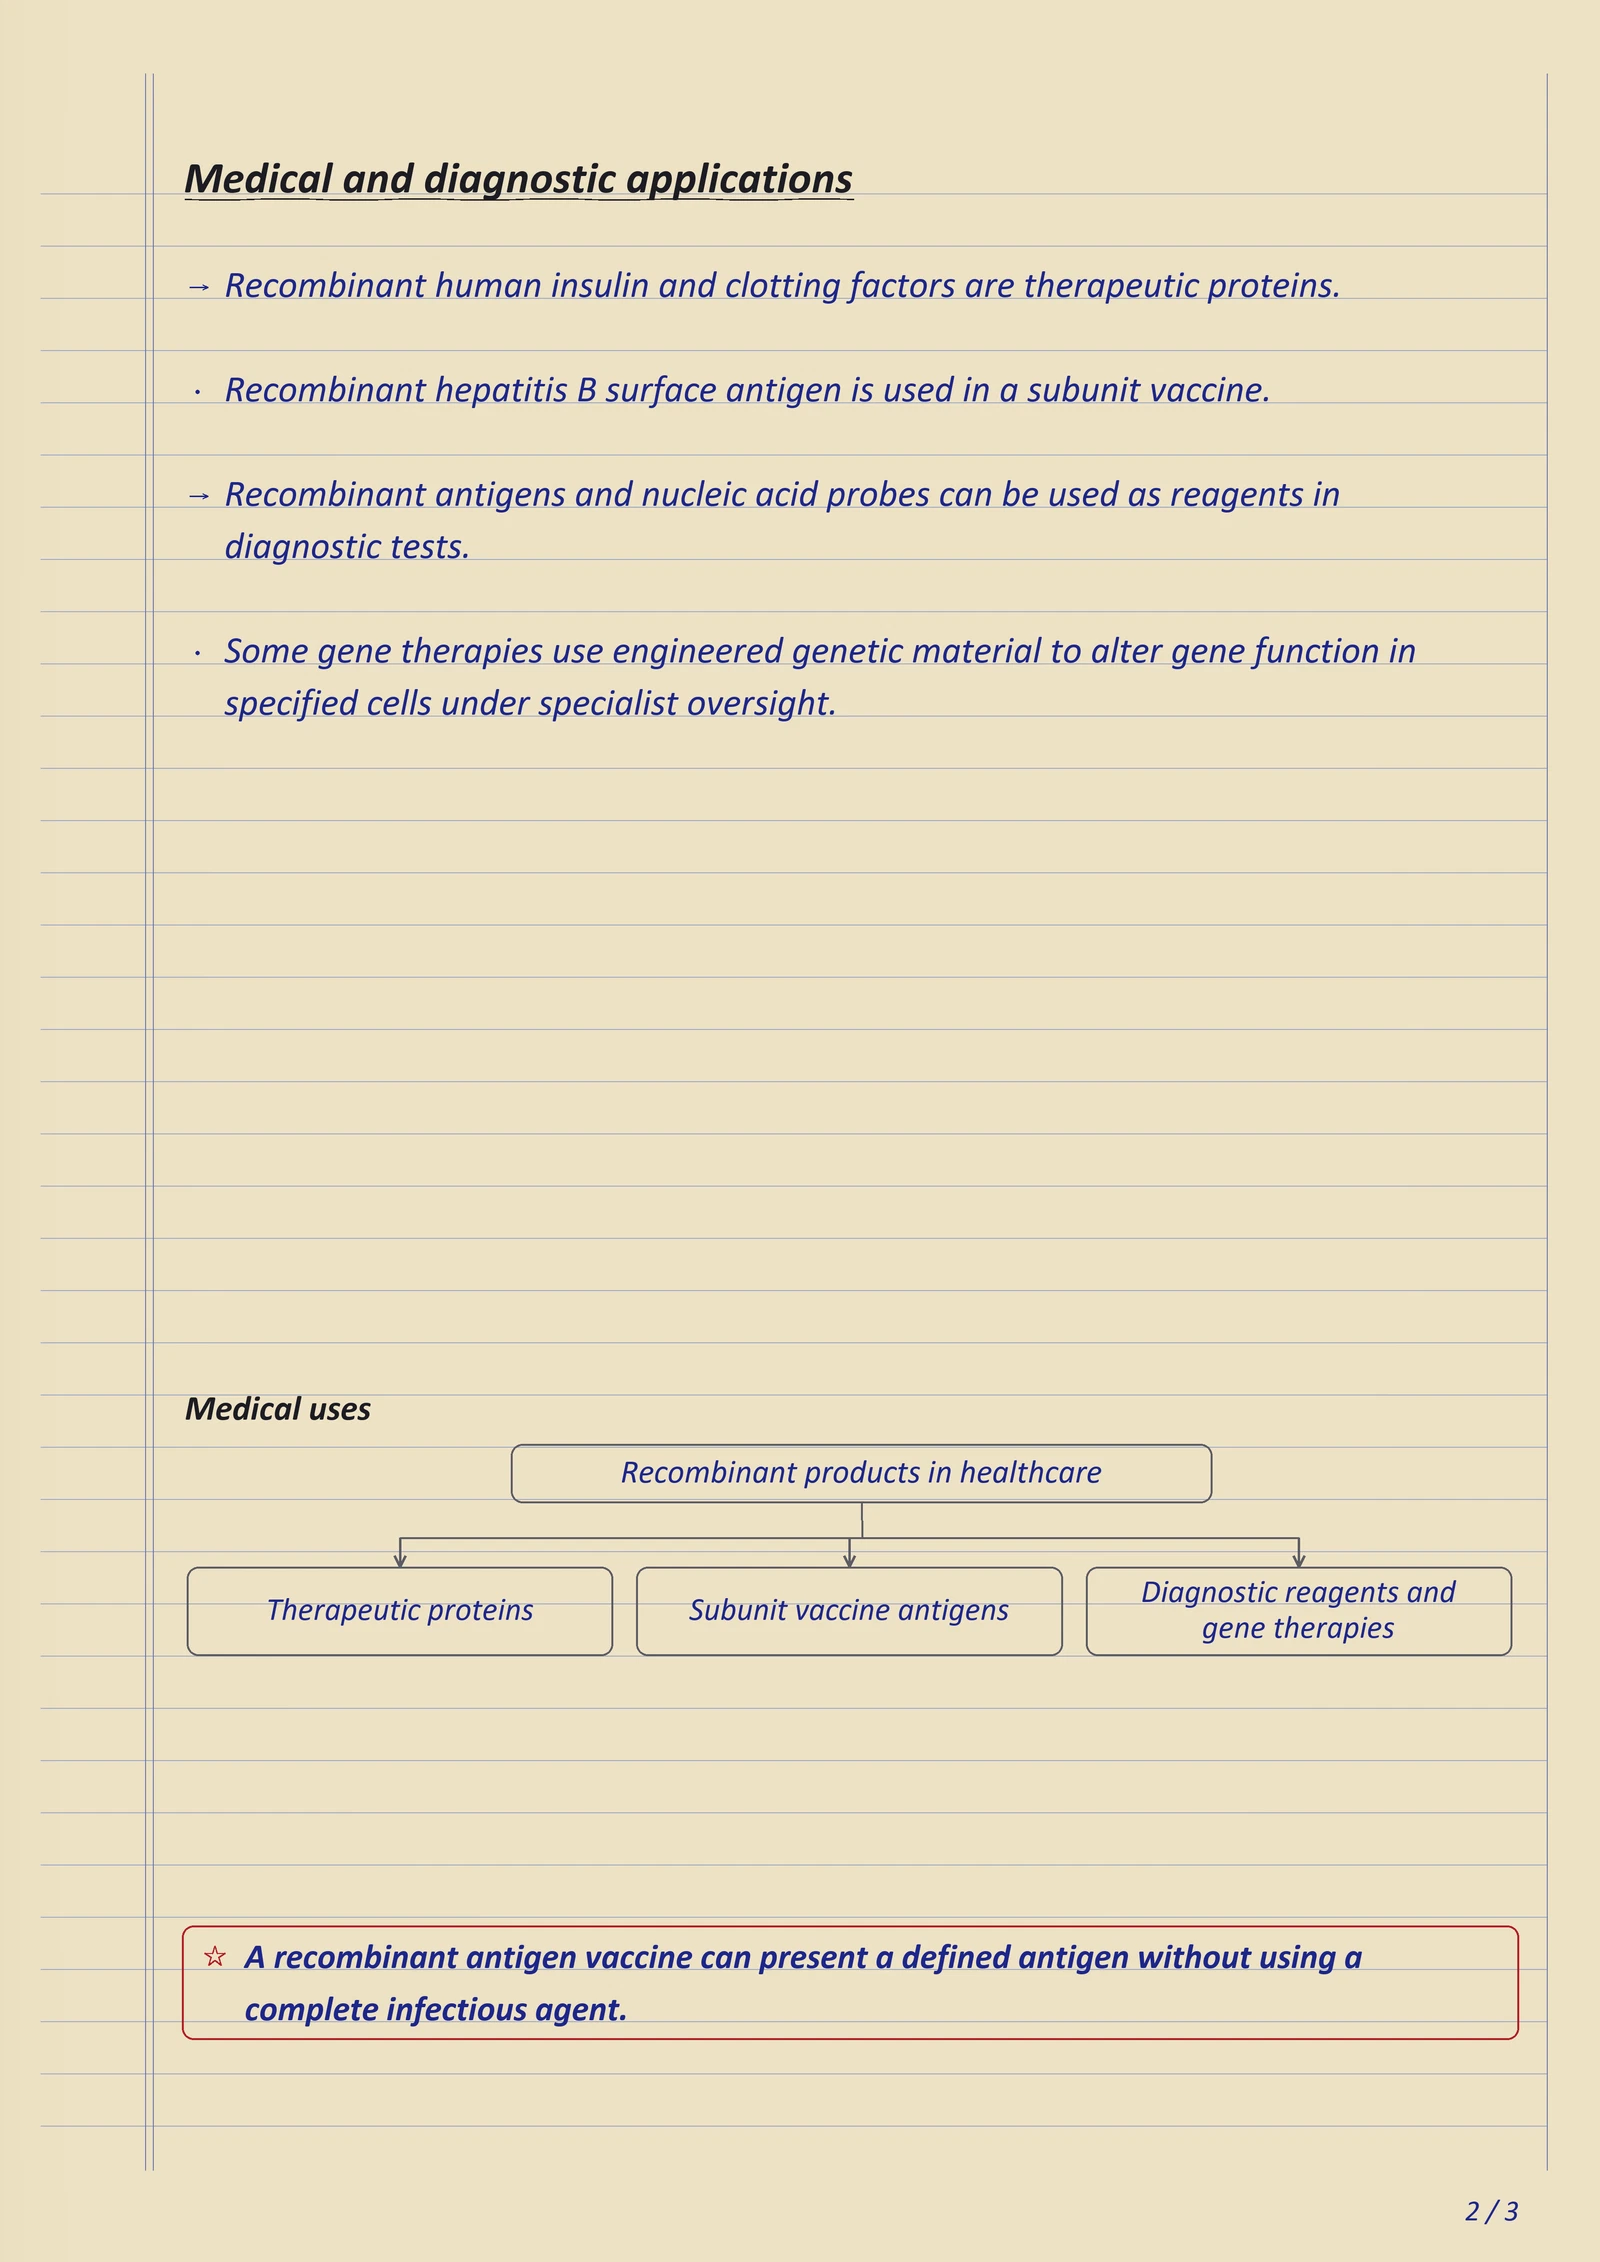 Medical and diagnostic applications
→ Recombinant human insulin and clotting factors are therapeutic proteins.
· Recombinant hepatitis B surface antigen is used in a subunit vaccine.
→ Recombinant antigens and nucleic acid probes can be used as reagents in
diagnostic tests.
· Some gene therapies use engineered genetic material to alter gene function in
specified cells under specialist oversight.
Medical uses
Recombinant products in healthcare
Therapeutic proteins
Subunit vaccine antigens
Diagnostic reagents and
gene therapies
☆ A recombinant antigen vaccine can present a defined antigen without using a
complete infectious agent.
2 / 3